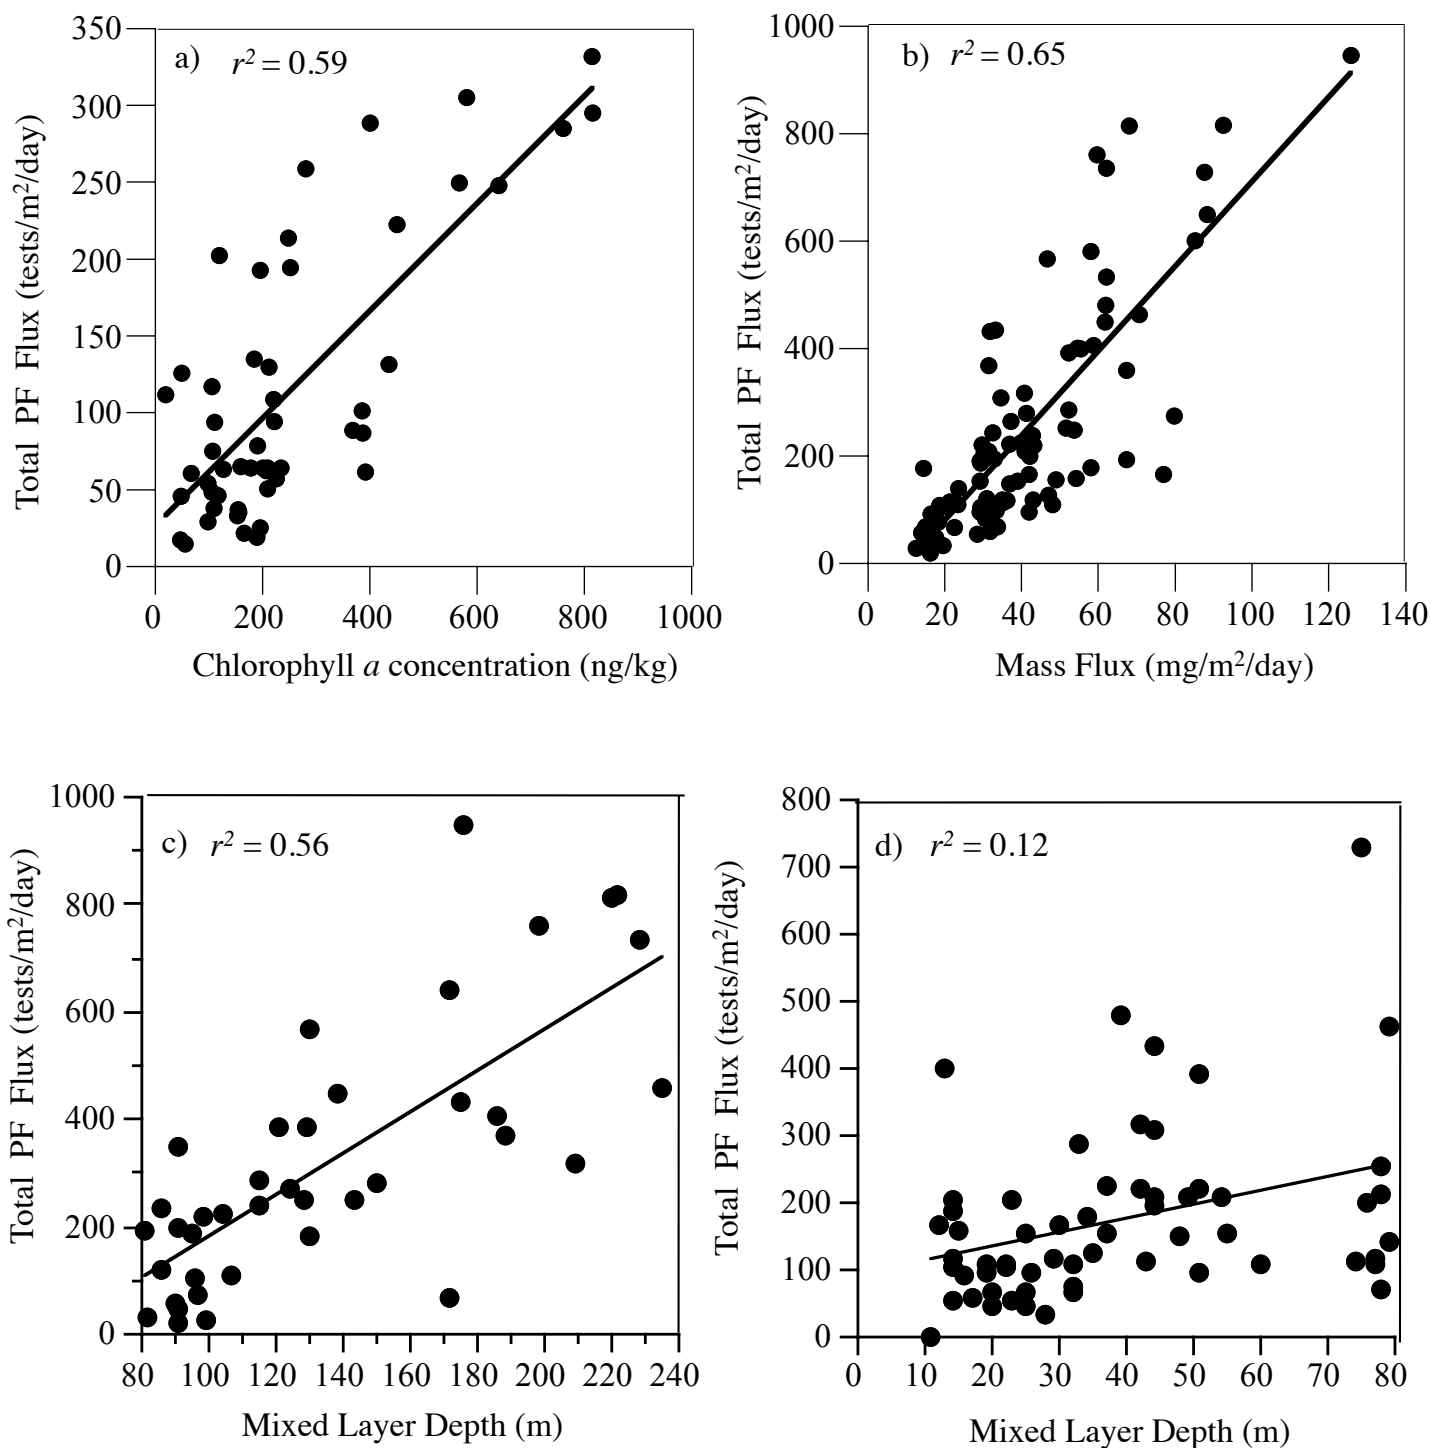 a) r² = 0.59
350
300
250
200
150
100
50
0
Total PF Flux (tests/m²/day)
0 200 400 600 800 1000
Chlorophyll a concentration (ng/kg)
b) r² = 0.65
1000
800
600
400
200
0
Total PF Flux (tests/m²/day)
0 20 40 60 80 100 120 140
Mass Flux (mg/m²/day)
c) r² = 0.56
1000
800
600
400
200
0
Total PF Flux (tests/m²/day)
80 100 120 140 160 180 200 220 240
Mixed Layer Depth (m)
d) r² = 0.12
800
700
600
500
400
300
200
100
0
Total PF Flux (tests/m²/day)
0 10 20 30 40 50 60 70 80
Mixed Layer Depth (m)